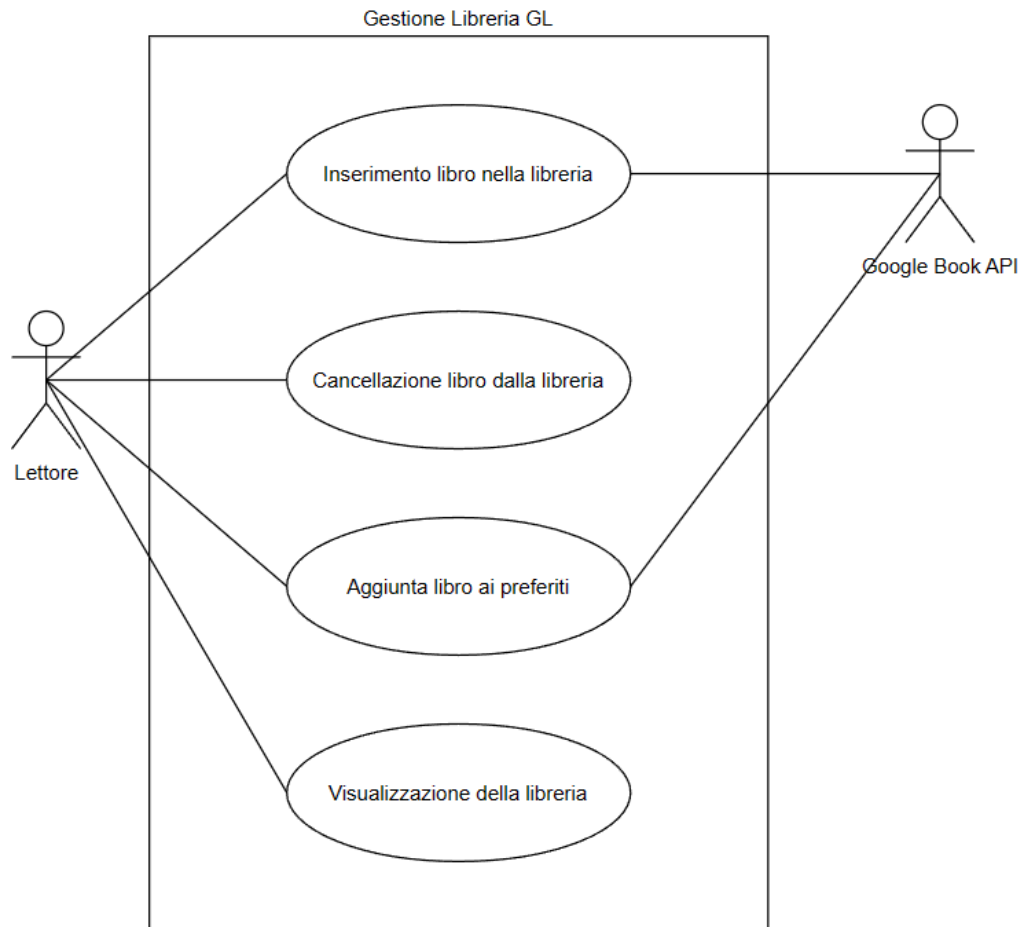 Gestione Libreria GL
Inserimento libro nella libreria
Google Book API
Cancellazione libro dalla libreria
Lettore
Aggiunta libro ai preferiti
Visualizzazione della libreria